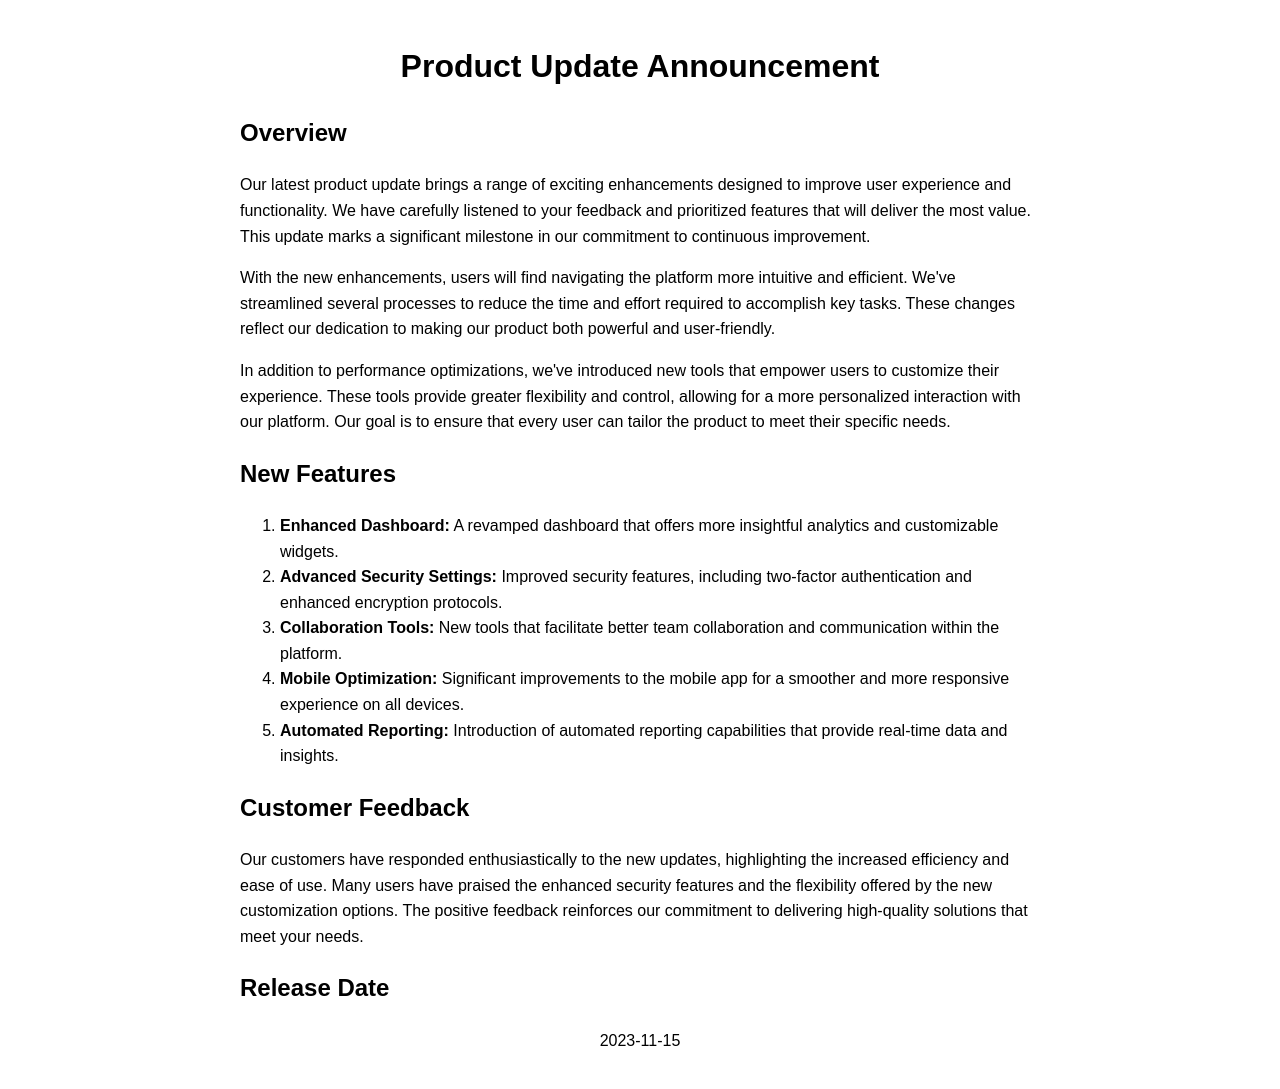 Product Update Announcement
Overview
Our latest product update brings a range of exciting enhancements designed to improve user experience and
functionality. We have carefully listened to your feedback and prioritized features that will deliver the most value.
This update marks a significant milestone in our commitment to continuous improvement.
With the new enhancements, users will find navigating the platform more intuitive and efficient. We've
streamlined several processes to reduce the time and effort required to accomplish key tasks. These changes
reflect our dedication to making our product both powerful and user-friendly.
In addition to performance optimizations, we've introduced new tools that empower users to customize their
experience. These tools provide greater flexibility and control, allowing for a more personalized interaction with
our platform. Our goal is to ensure that every user can tailor the product to meet their specific needs.
New Features
1. Enhanced Dashboard: A revamped dashboard that offers more insightful analytics and customizable
widgets.
2. Advanced Security Settings: Improved security features, including two-factor authentication and
enhanced encryption protocols.
3. Collaboration Tools: New tools that facilitate better team collaboration and communication within the
platform.
4. Mobile Optimization: Significant improvements to the mobile app for a smoother and more responsive
experience on all devices.
5. Automated Reporting: Introduction of automated reporting capabilities that provide real-time data and
insights.
Customer Feedback
Our customers have responded enthusiastically to the new updates, highlighting the increased efficiency and
ease of use. Many users have praised the enhanced security features and the flexibility offered by the new
customization options. The positive feedback reinforces our commitment to delivering high-quality solutions that
meet your needs.
Release Date
2023-11-15